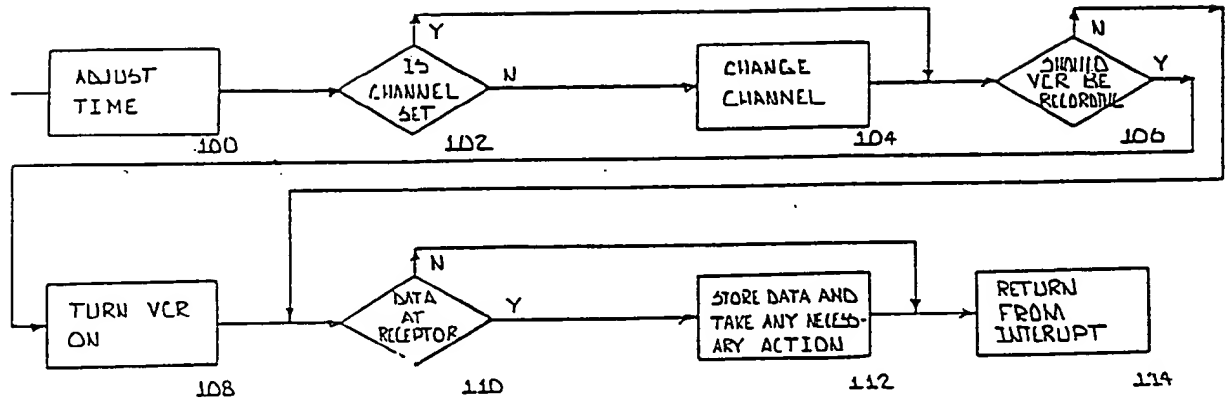 ADJUST
TIME
100
IS
CHANNEL
SET
102
Y
N
CHANGE
CHANNEL
104
SHOULD
VCR BE
RECORDING
106
N
Y
TURN VCR
ON
108
DATA
AT
RECEPTOR
110
N
Y
STORE DATA AND
TAKE ANY NECESS-
ARY ACTION
112
RETURN
FROM
INTERUPT
114